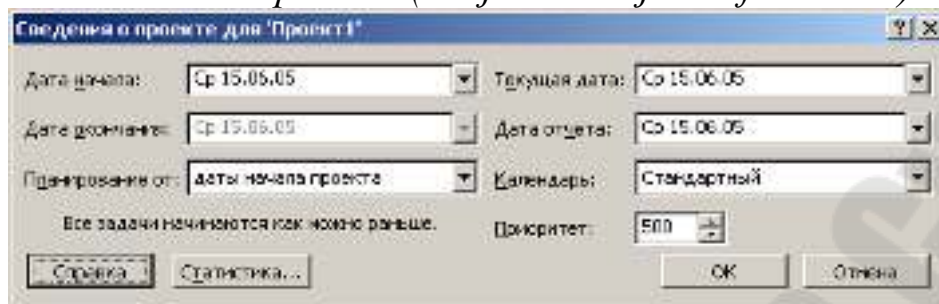 Сведения о проекте для 'Проект1'
Дата начала: Ср 15.06.05 Текущая дата: Ср 15.06.05
Дата окончания: Ср 15.06.05 Дата отчета: Ср 15.06.05
Планирование от: даты начала проекта Календарь: Стандартный
Все задачи начинаются как можно раньше. Приоритет: 500
Справка Статистика... ОК Отмена